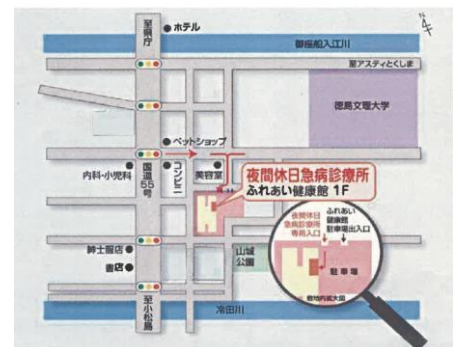 至県庁
ホテル
N
御座船入江川
至アスティとくしま
徳島文理大学
ペットショップ
内科・小児科
国道55号
コンビニ
美容室
夜間休日急病診療所
ふれあい健康館 1F
夜間休日
急病診療所
専用入口
ふれあい
健康館
駐車場出入口
紳士服店
書店
山城
公園
駐車場
敷地内拡大図
至小松島
冷田川